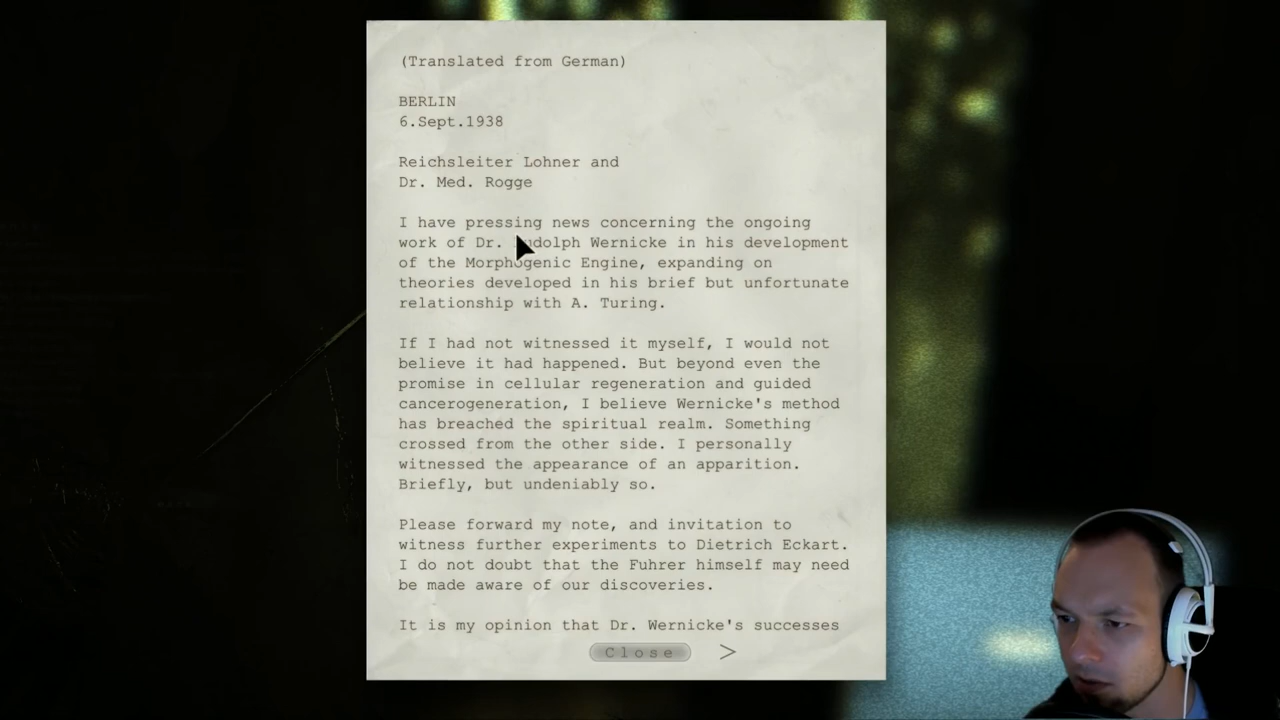 (Translated from German)
BERLIN
6.Sept.1938
Reichsleiter Lohner and
Dr. Med. Rogge
I have pressing news concerning the ongoing
work of Dr. Rudolph Wernicke in his development
of the Morphogenic Engine, expanding on
theories developed in his brief but unfortunate
relationship with A. Turing.
If I had not witnessed it myself, I would not
believe it had happened. But beyond even the
promise in cellular regeneration and guided
cancerogeneration, I believe Wernicke's method
has breached the spiritual realm. Something
crossed from the other side. I personally
witnessed the appearance of an apparition.
Briefly, but undeniably so.
Please forward my note, and invitation to
witness further experiments to Dietrich Eckart.
I do not doubt that the Fuhrer himself may need
be made aware of our discoveries.
It is my opinion that Dr. Wernicke's successes
Close >